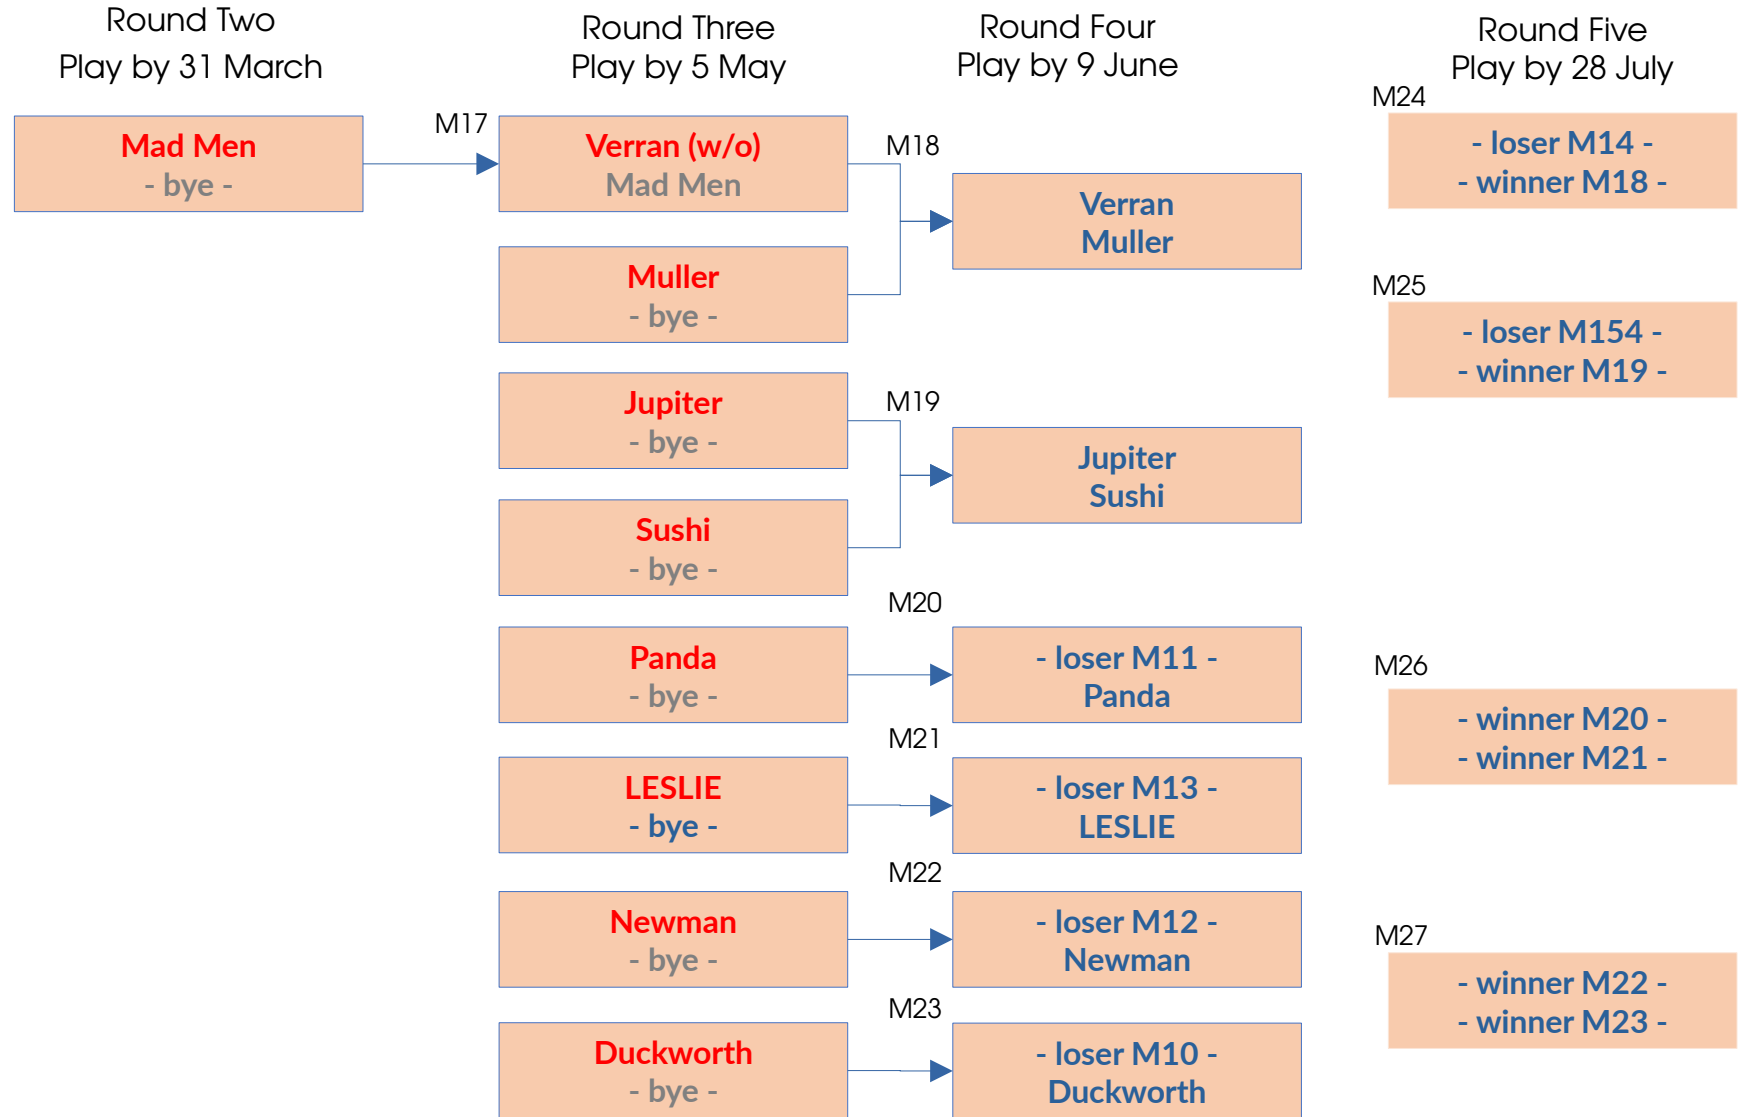 Round Two
Play by 31 March
Round Three
Play by 5 May
Round Four
Play by 9 June
Round Five
Play by 28 July
Mad Men
- bye -
M17
Verran (w/o)
Mad Men
Muller
- bye -
Jupiter
- bye -
Sushi
- bye -
Panda
- bye -
LESLIE
- bye -
Newman
- bye -
Duckworth
- bye -
M18
Verran
Muller
M19
Jupiter
Sushi
M20
- loser M11 -
Panda
M21
- loser M13 -
LESLIE
M22
- loser M12 -
Newman
M23
- loser M10 -
Duckworth
M24
- loser M14 -
- winner M18 -
M25
- loser M154 -
- winner M19 -
M26
- winner M20 -
- winner M21 -
M27
- winner M22 -
- winner M23 -